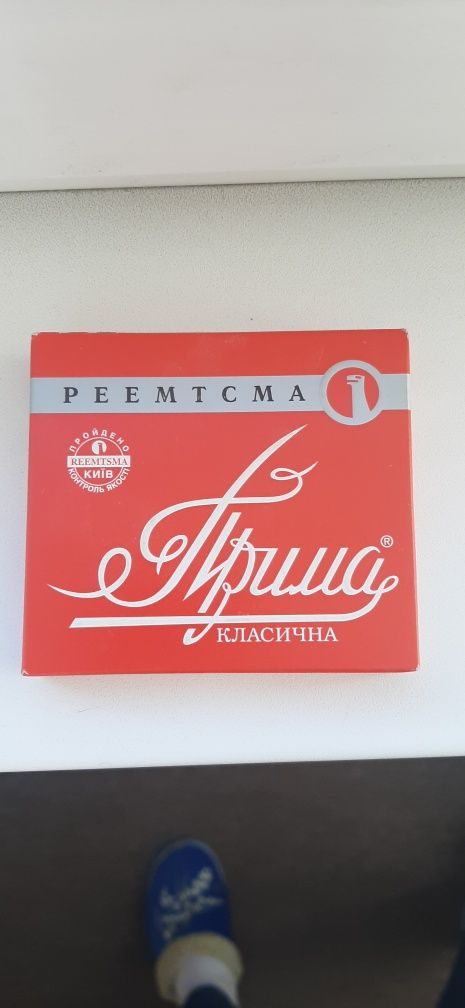 РЕЕМТСМА
ПРОЙДЕНО
REEMTSMA
КИЇВ
КОНТРОЛЬ ЯКОСТІ
Прима®
КЛАСИЧНА